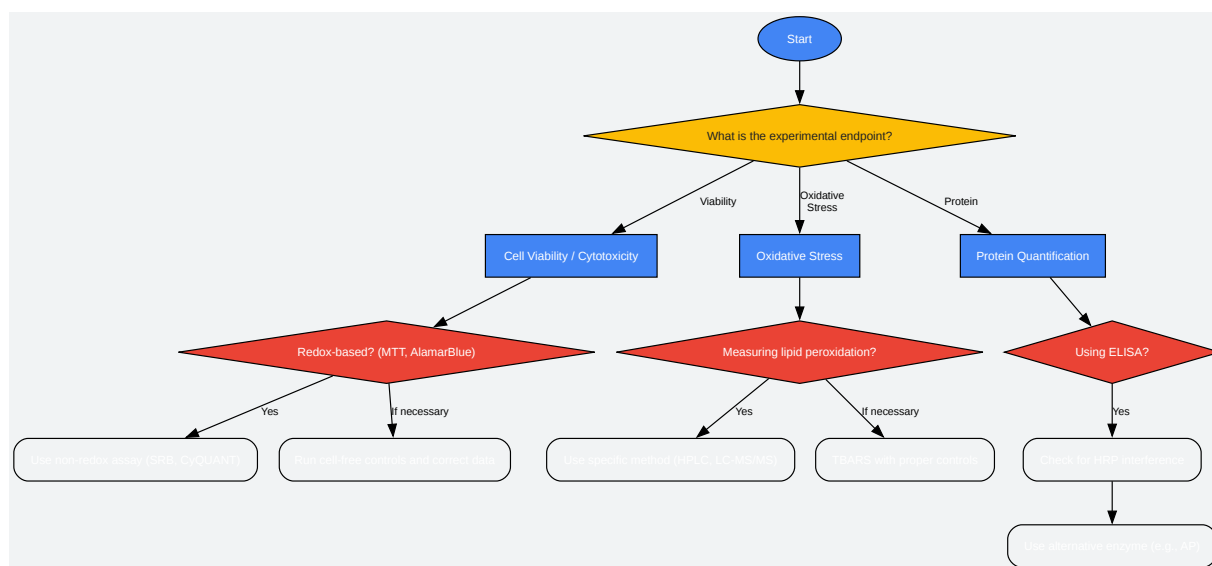 Start
What is the experimental endpoint?
Viability
Oxidative
Stress
Protein
Cell Viability / Cytotoxicity
Oxidative Stress
Protein Quantification
Redox-based? (MTT, AlamarBlue)
Measuring lipid peroxidation?
Using ELISA?
Yes
If necessary
Yes
If necessary
Yes
Use non-redox assay (SRB, CyQUANT)
Run cell-free controls and correct data
Use specific method (HPLC, LC-MS/MS)
TBARS with proper controls
Check for HRP interference
Use alternative enzyme (e.g., AP)